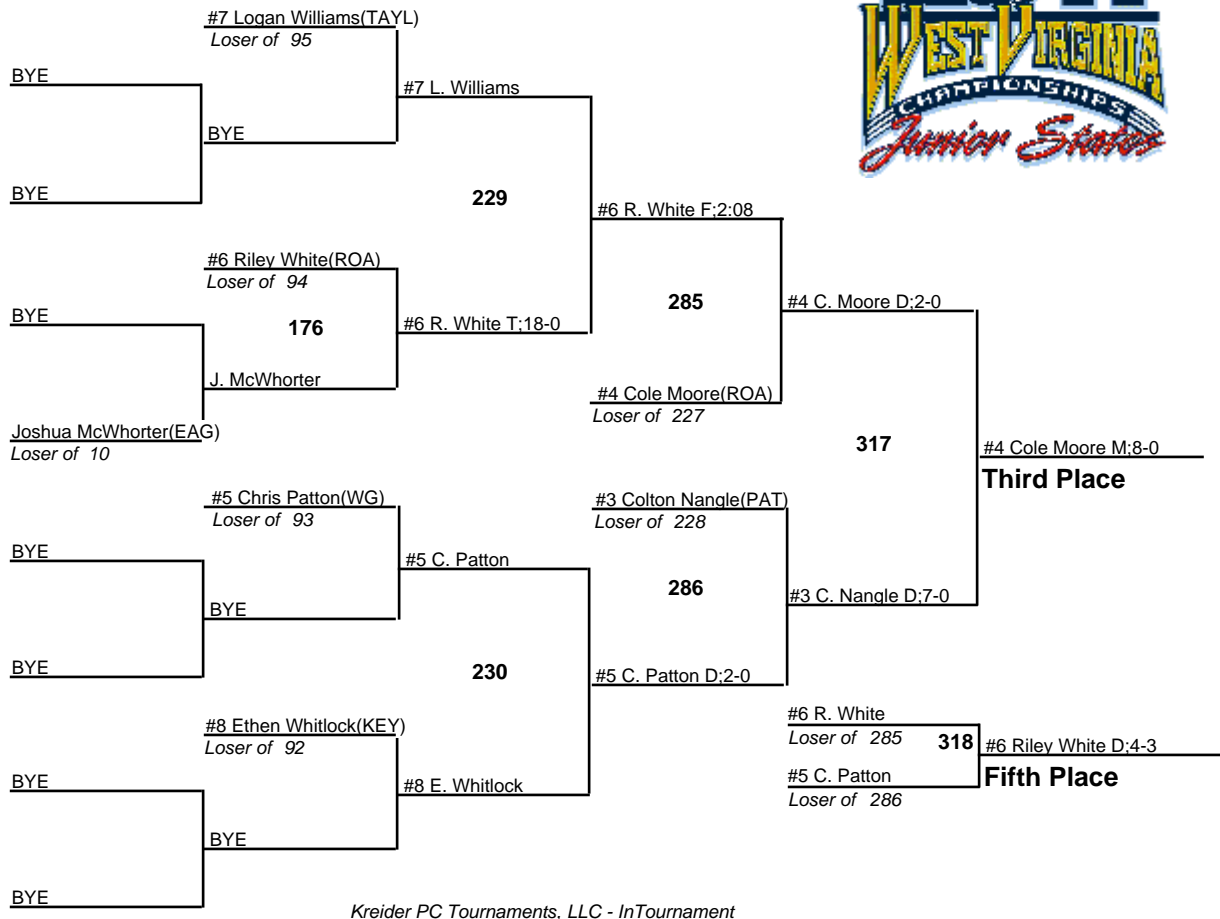 #7 Logan Williams(TAYL)
Loser of 95
BYE
#7 L. Williams
BYE
BYE
229
#6 R. White F;2:08
#6 Riley White(ROA)
Loser of 94
BYE
176
#6 R. White T;18-0
285
#4 C. Moore D;2-0
J. McWhorter
#4 Cole Moore(ROA)
Loser of 227
Joshua McWhorter(EAG)
Loser of 10
317
#4 Cole Moore M;8-0
Third Place
#5 Chris Patton(WG)
Loser of 93
#3 Colton Nangle(PAT)
Loser of 228
BYE
#5 C. Patton
286
#3 C. Nangle D;7-0
BYE
BYE
230
#5 C. Patton D;2-0
#8 Ethen Whitlock(KEY)
Loser of 92
#6 R. White
Loser of 285
318
#6 Riley White D;4-3
Fifth Place
BYE
#8 E. Whitlock
#5 C. Patton
Loser of 286
BYE
BYE
Kreider PC Tournaments, LLC - InTournament
WEST VIRGINIA
CHAMPIONSHIPS
Junior States